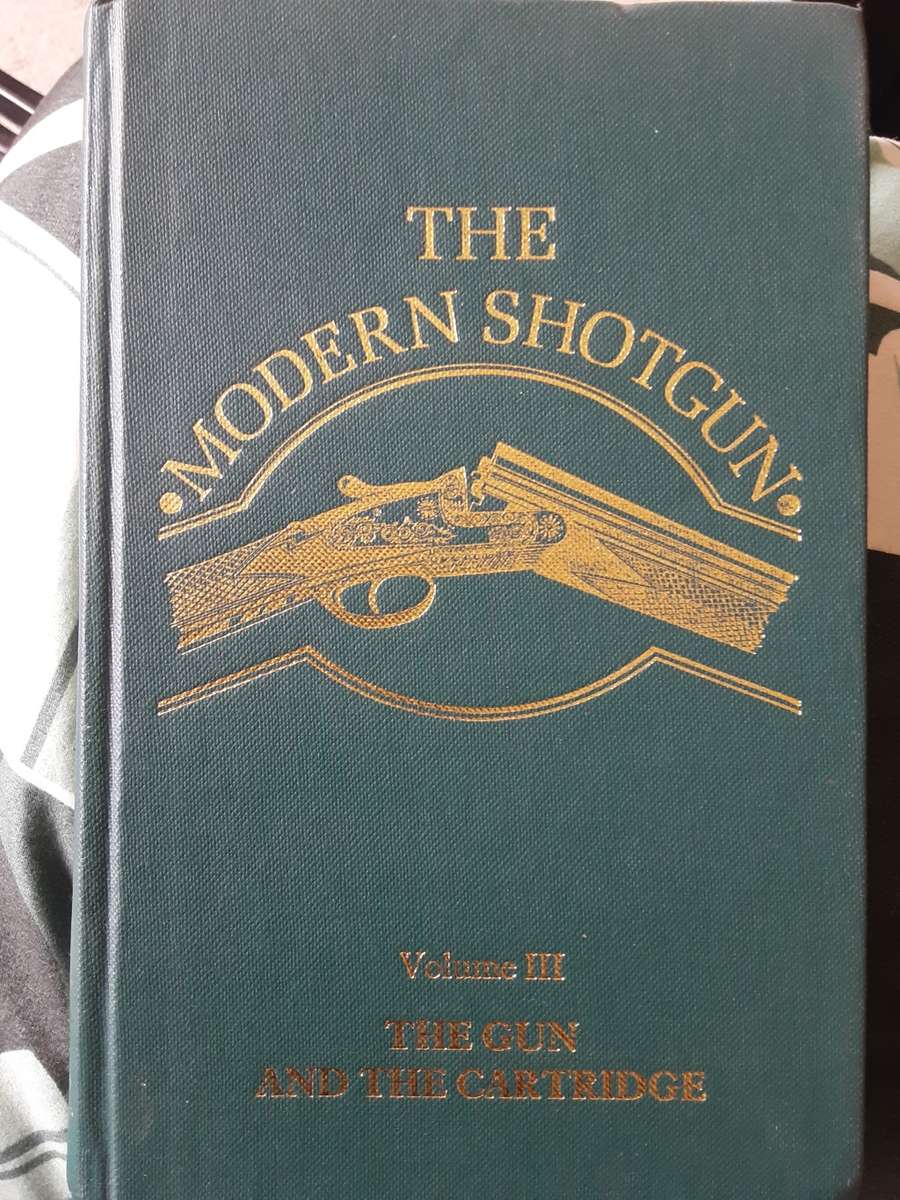 THE
•MODERN SHOTGUN•
Volume III
THE GUN
AND THE CARTRIDGE